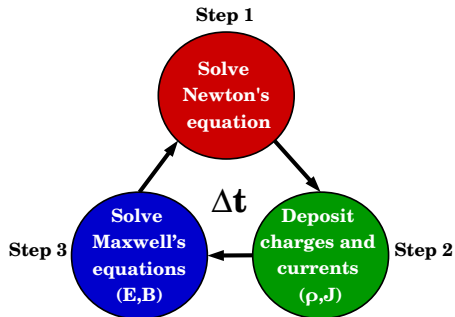 Step 1
Solve
Newton's
equation
Δt
Solve
Maxwell's
equations
(E,B)
Step 3
Deposit
charges and
currents
(ρ,J)
Step 2